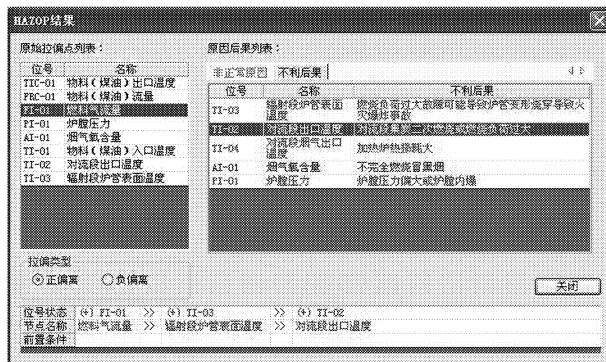 HAZOP结果
原始拉偏点列表： 原因后果列表：
位号 名称
TIC-01 物料（煤油）出口温度
FRC-01 物料（煤油）流量
FI-01 燃料气流量
PI-01 炉膛压力
AI-01 烟气氧含量
TI-01 物料（煤油）入口温度
TI-02 对流段出口温度
TI-03 辐射段炉管表面温度
非正常原因 不利后果
位号 名称 不利后果
TI-03 辐射段炉管表面温度 燃烧负荷过大故障可能导致炉管变形烧穿导致火灾爆炸事故
TI-02 对流段出口温度 对流段集炭二次燃烧或燃烧负荷过大
TI-04 对流段烟气出口温度 加热炉热损耗大
AI-01 烟气氧含量 不完全燃烧冒黑烟
PI-01 炉膛压力 炉膛压力偏大或炉膛内爆
拉偏类型
正偏离 负偏离
关闭
位号状态 (+) FI-01 >> (+) TI-03 >> (+) TI-02
节点名称 燃料气流量 >> 辐射段炉管表面温度 >> 对流段出口温度
前置条件